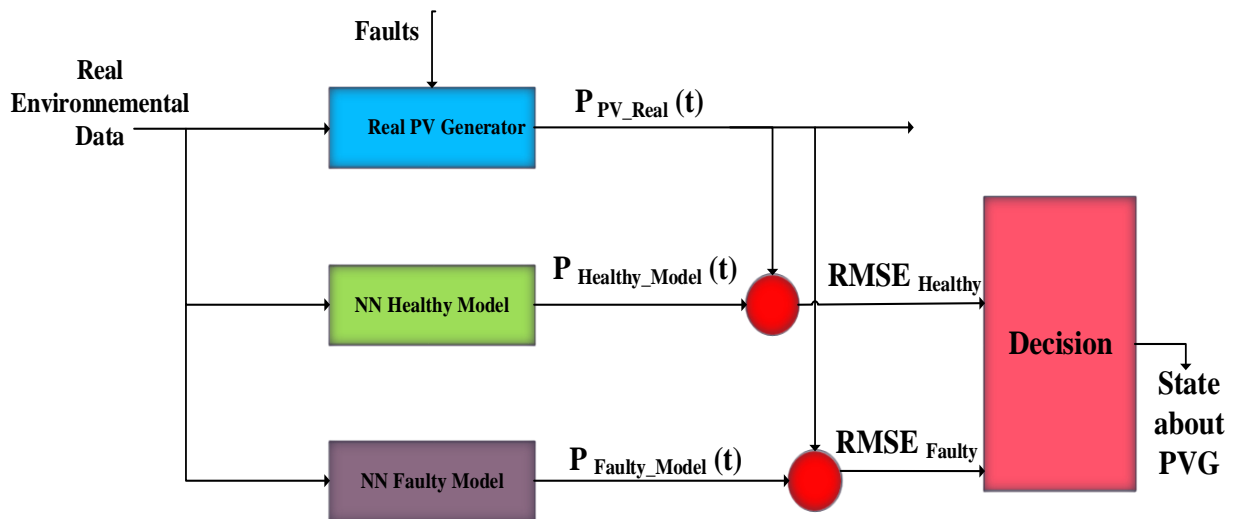 Faults
Real
Environnemental
Data
Real PV Generator
P PV_Real (t)
NN Healthy Model
P Healthy_Model (t)
RMSE Healthy
Decision
State
about
PVG
NN Faulty Model
P Faulty_Model (t)
RMSE Faulty